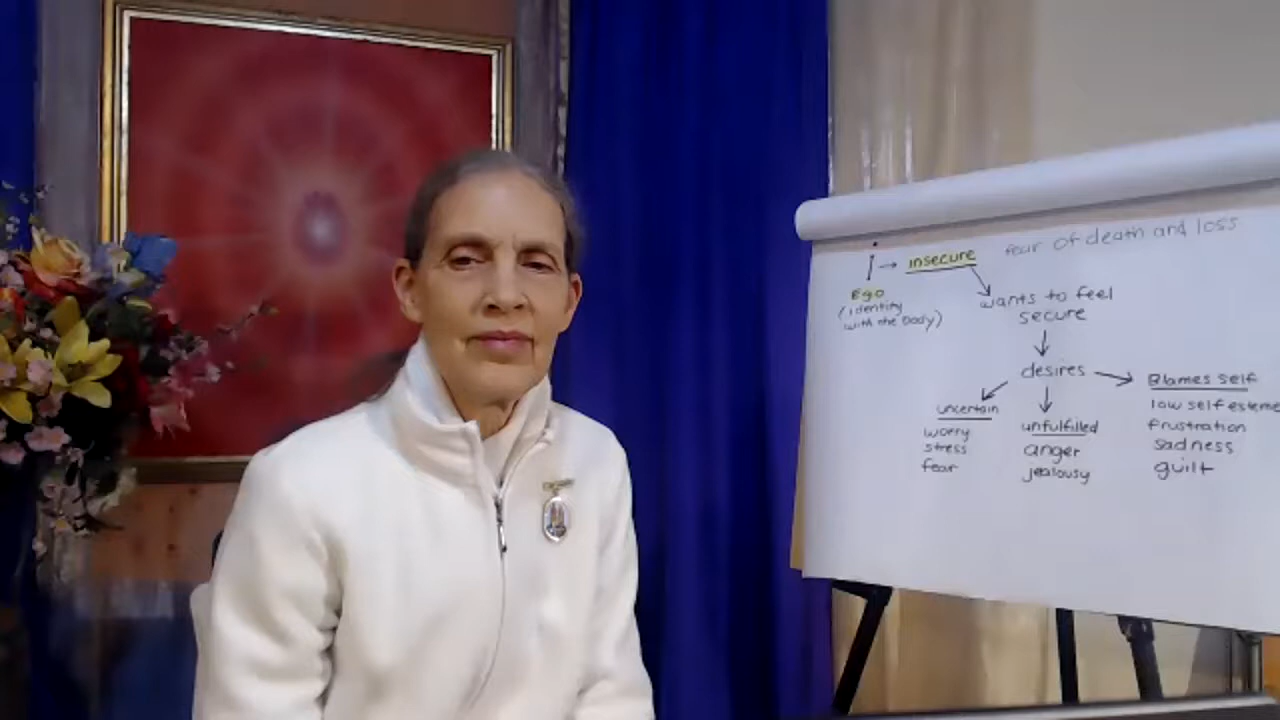 i → insecure fear of death and loss
Ego
(identity
with the body)
wants to feel
secure
desires
uncertain
worry
stress
fear
unfulfilled
anger
jealousy
Blames self
low self esteme
frustration
sadness
guilt